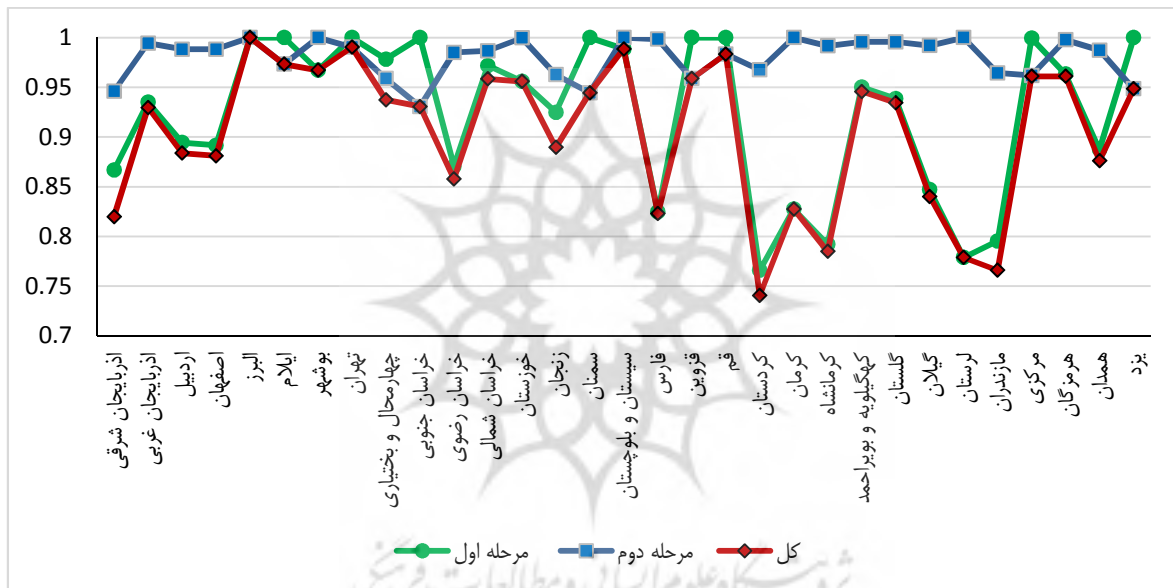 1
0.95
0.9
0.85
0.8
0.75
0.7
اذربایجان شرقی
اذربایجان غربی
اردبیل
اصفهان
البرز
ایلام
بوشهر
تهران
چهارمحال و بختیاری
خراسان جنوبی
خراسان رضوی
خراسان شمالی
خوزستان
زنجان
سمنان
سیستان و بلوچستان
فارس
قزوین
قم
کردستان
کرمان
کرمانشاه
کهگیلویه و بویراحمد
گلستان
گیلان
لرستان
مازندران
مرکزی
هرمزگان
همدان
یزد
مرحله اول
مرحله دوم
کل